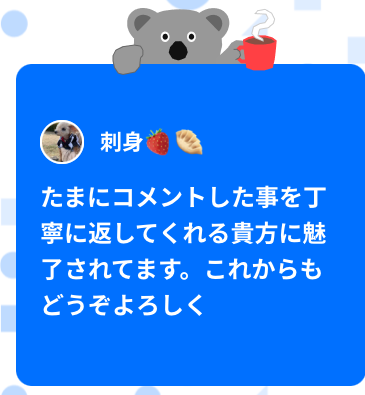 刺身🍓🥟
たまにコメントした事を丁
寧に返してくれる貴方に魅
了されてます。これからも
どうぞよろしく